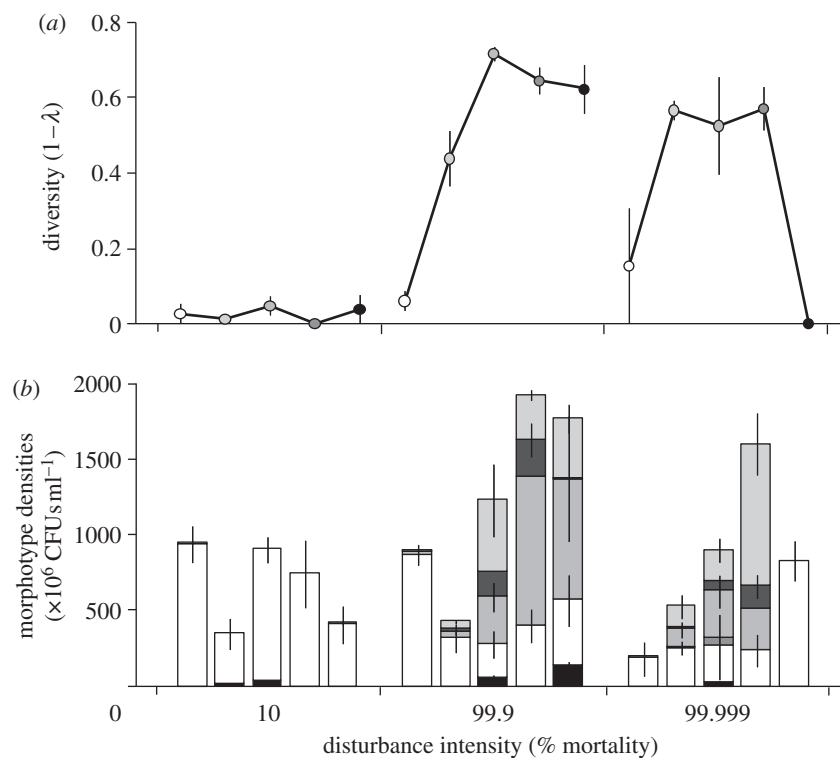 (a)
0.8
0.6
0.4
0.2
0
diversity (1–λ)
(b)
2000
1500
1000
500
0
morphotype densities
(×10⁶ CFUs ml⁻¹)
10
99.9
99.999
disturbance intensity (% mortality)